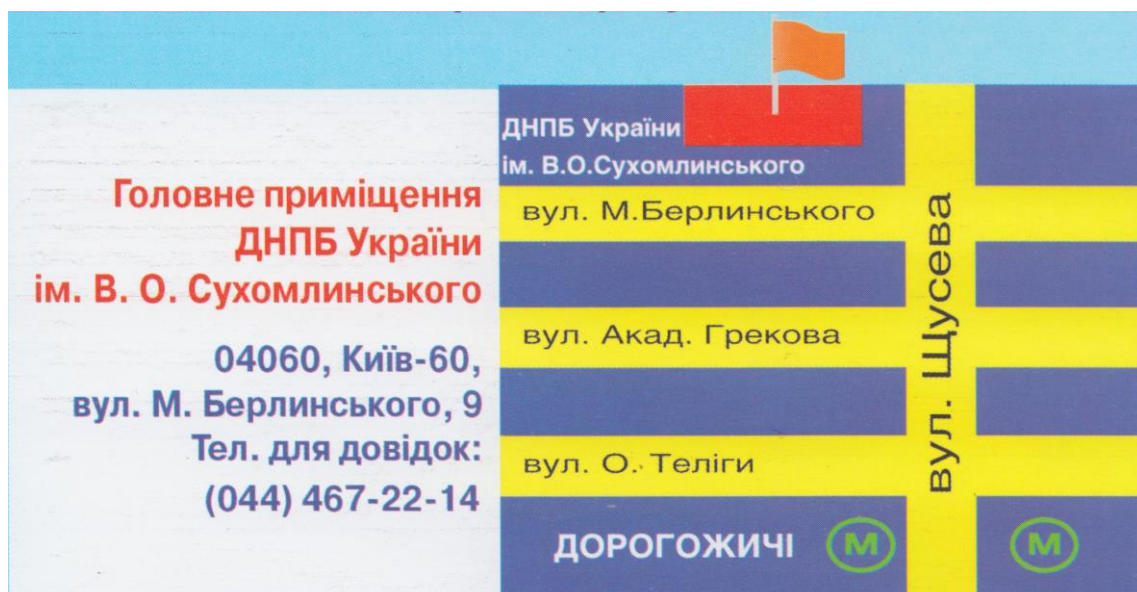 Головне приміщення
ДНПБ України
ім. В. О. Сухомлинського
04060, Київ-60,
вул. М. Берлинського, 9
Тел. для довідок:
(044) 467-22-14
ДНПБ України
ім. В.О.Сухомлинського
вул. М.Берлинського
вул. Акад. Грекова
вул. О. Теліги
вул. Щусева
ДОРОГОЖИЧІ М М